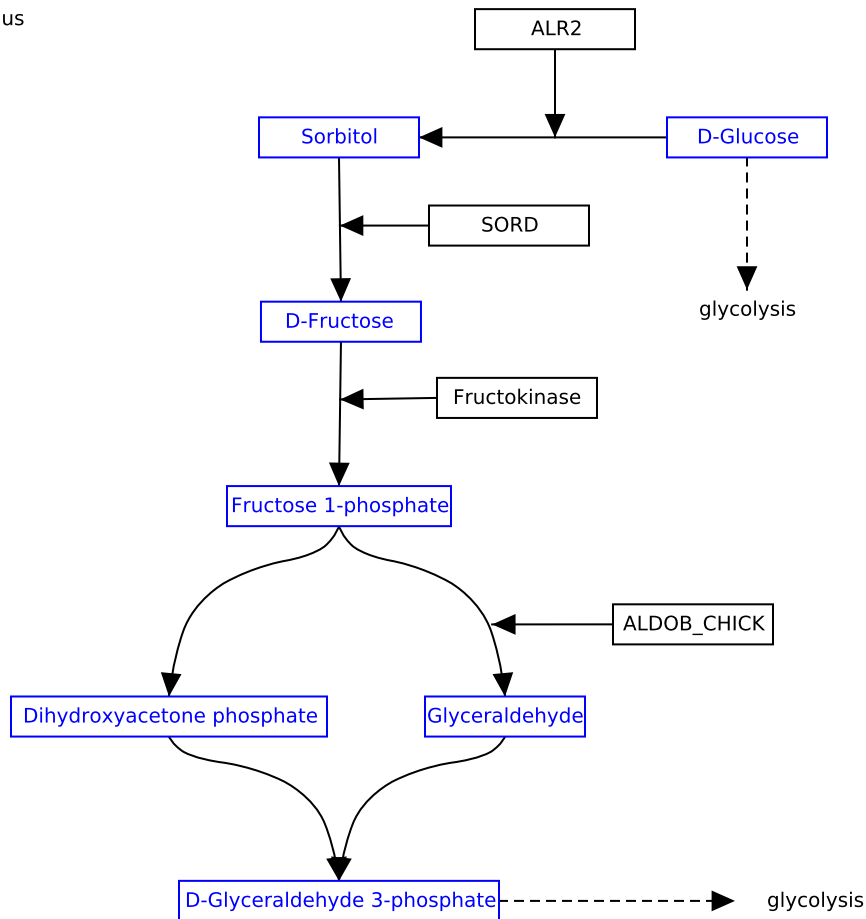 us
ALR2
Sorbitol
D-Glucose
SORD
glycolysis
D-Fructose
Fructokinase
Fructose 1-phosphate
ALDOB_CHICK
Dihydroxyacetone phosphate
Glyceraldehyde
D-Glyceraldehyde 3-phosphate
glycolysis